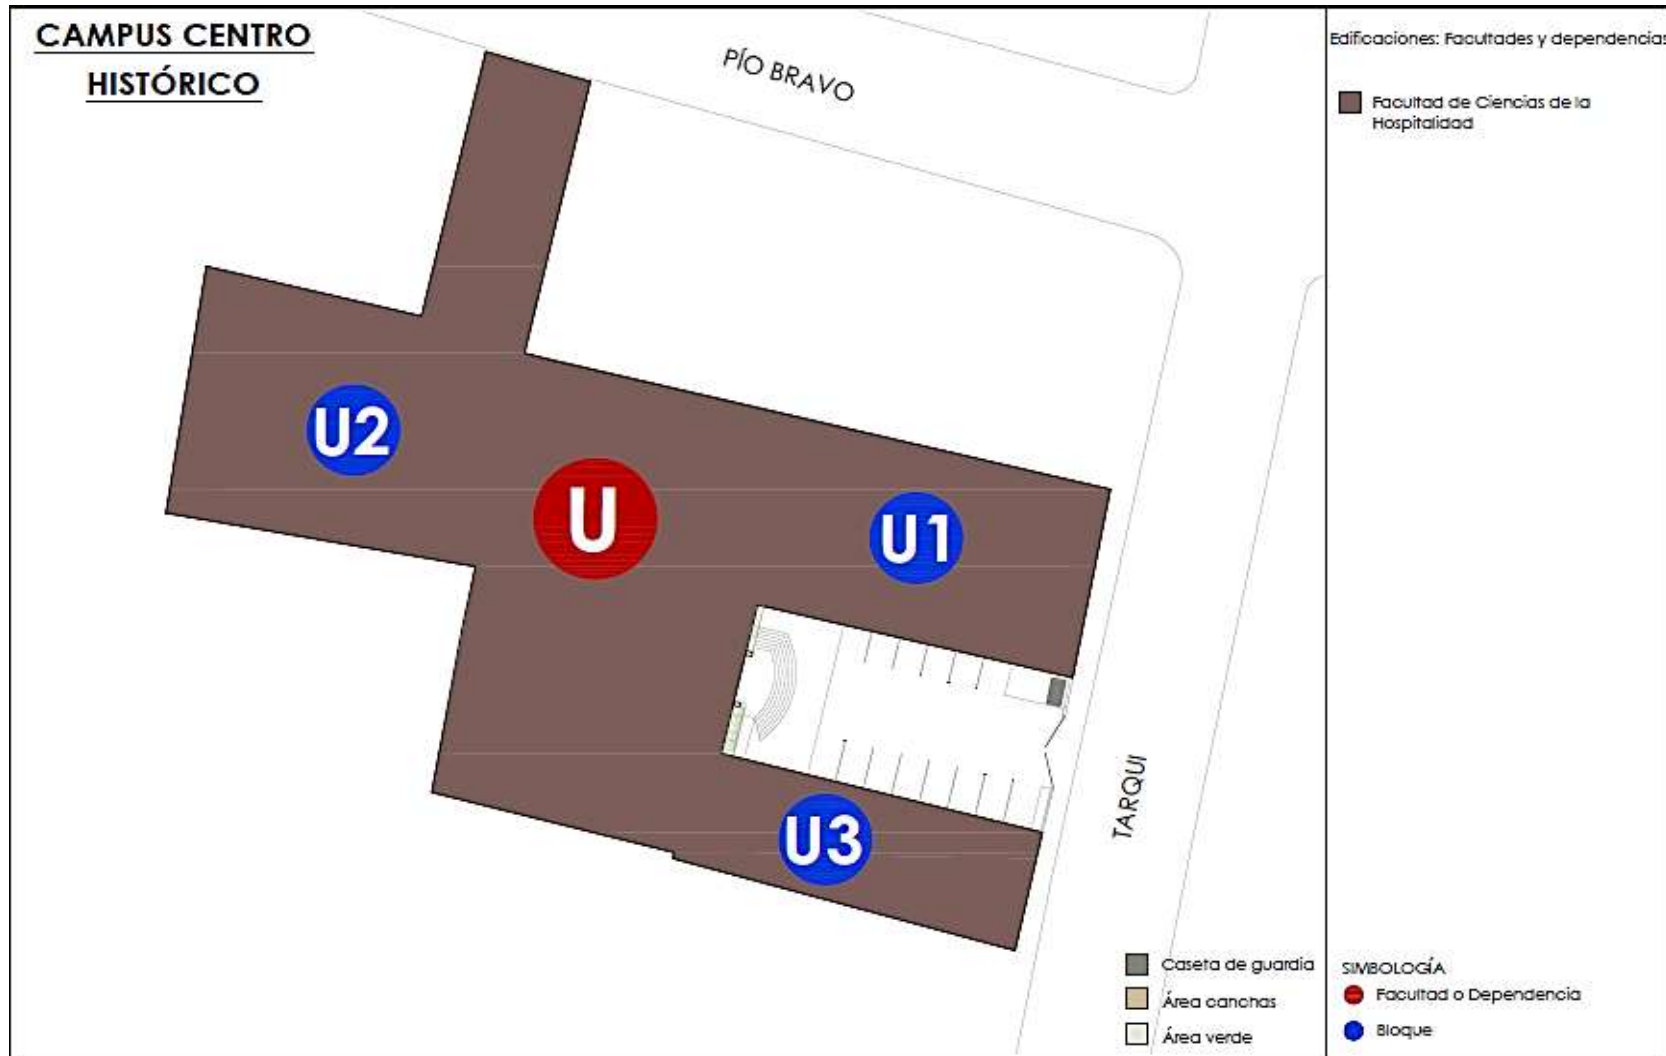 CAMPUS CENTRO
HISTÓRICO
PÍO BRAVO
Edificaciones: Facultades y dependencias
Facultad de Ciencias de la
Hospitalidad
U2
U
U1
U3
TARQUI
Caseta de guardia
Área canchas
Área verde
SIMBOLOGÍA
Facultad o Dependencia
Bloque